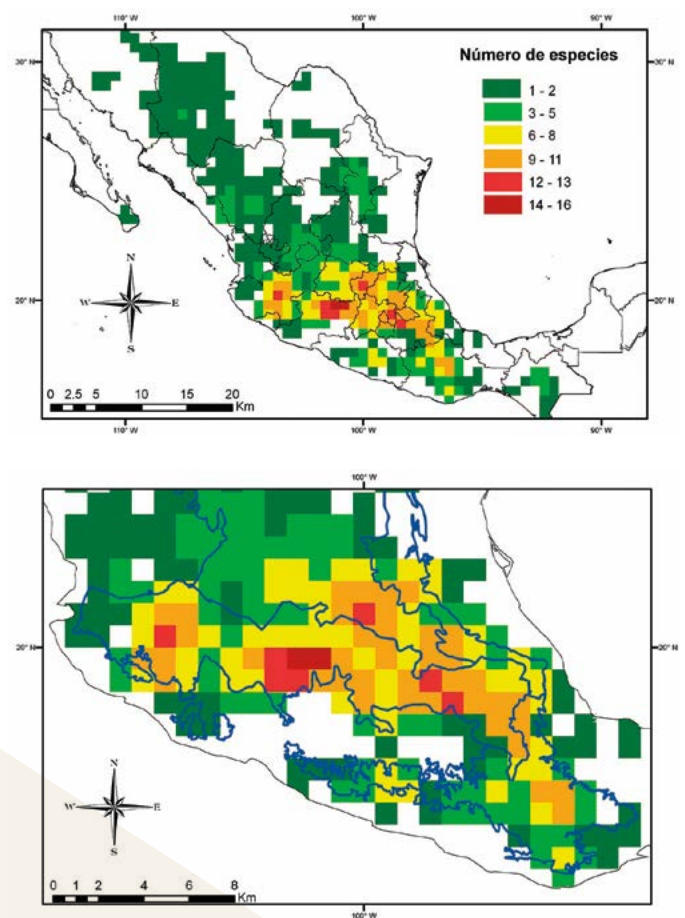 110° W 100° W 90° W
30° N 30° N
Número de especies
1 - 2
3 - 5
6 - 8
9 - 11
12 - 13
14 - 16
20° N 20° N
N
W E
S
0 2.5 5 10 15 20
Km
110° W 100° W 90° W
100° W
20° N 20° N
N
W E
S
0 1 2 4 6 8
Km
100° W